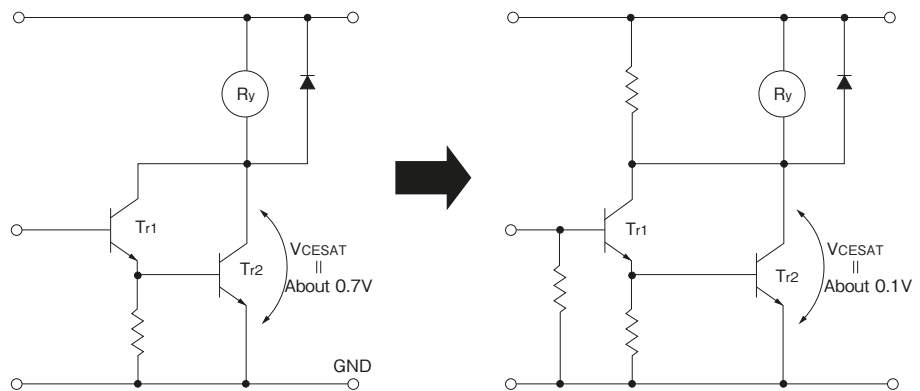 Ry
Tr1
Tr2
VCESAT
=
About 0.7V
GND
Ry
Tr1
Tr2
VCESAT
=
About 0.1V